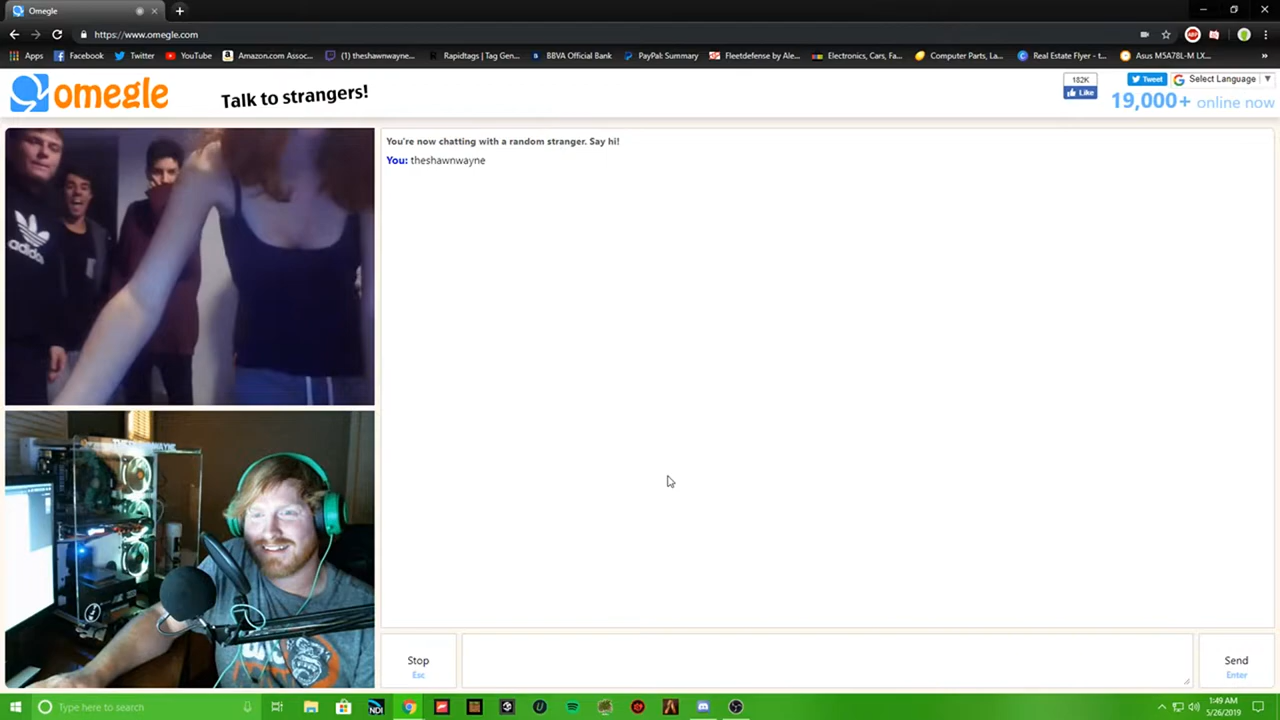 Omegle
https://www.omegle.com
Apps Facebook Twitter YouTube Amazon.com Assoc... (1) theshawnwayne... Rapidtags | Tag Gen... BBVA Official Bank PayPal: Summary Fleetdefense by Ale... Electronics, Cars, Fa... Computer Parts, La... Real Estate Flyer - t... Asus M5A78L-M LX... »
omegle Talk to strangers!
182K
Like
Tweet
Select Language
19,000+ online now
You're now chatting with a random stranger. Say hi!
You: theshawnwayne
adidas
THESHAWNWAYNE
Stop
Esc
Send
Enter
Type here to search
1:49 AM
5/26/2019